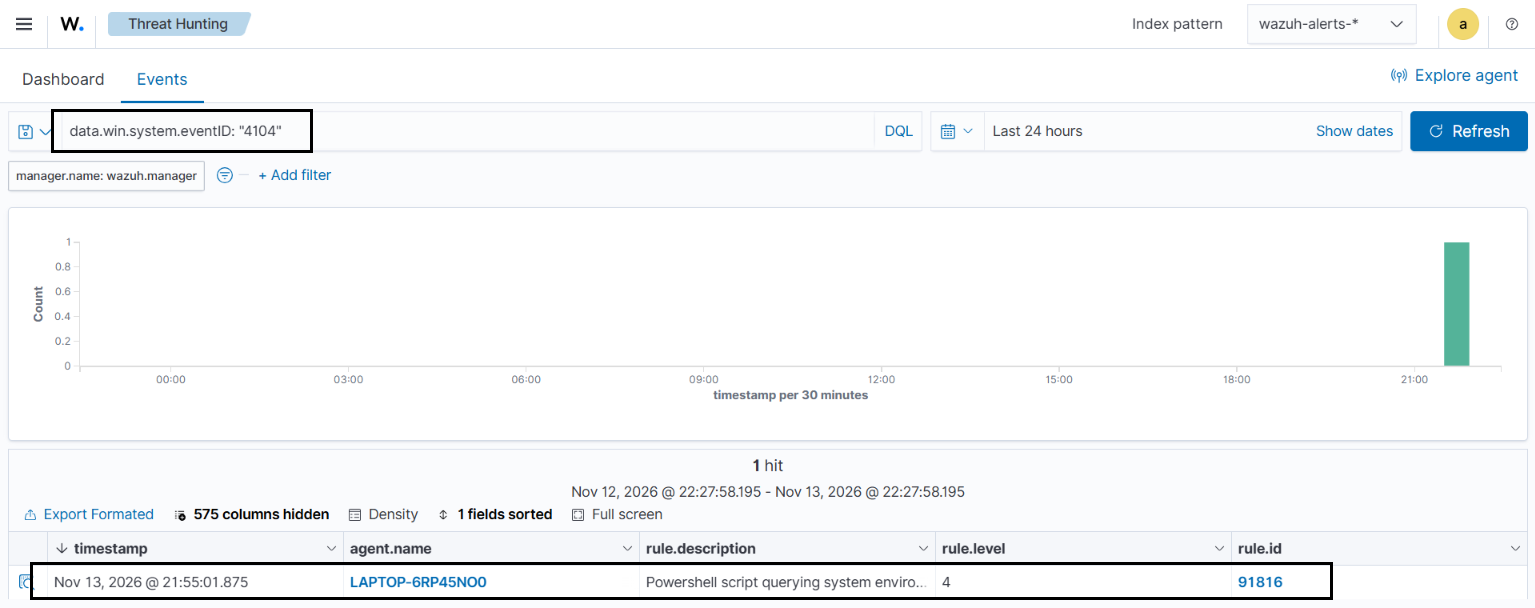 W. Threat Hunting Index pattern wazuh-alerts-* a
Dashboard Events Explore agent
data.win.system.eventID: "4104" DQL Last 24 hours Show dates Refresh
manager.name: wazuh.manager + Add filter
1
0.8
0.6
0.4
0.2
0
Count
00:00 03:00 06:00 09:00 12:00 15:00 18:00 21:00
timestamp per 30 minutes
1 hit
Nov 12, 2026 @ 22:27:58.195 - Nov 13, 2026 @ 22:27:58.195
Export Formated 575 columns hidden Density 1 fields sorted Full screen
timestamp agent.name rule.description rule.level rule.id
Nov 13, 2026 @ 21:55:01.875 LAPTOP-6RP45NO0 Powershell script querying system enviro... 4 91816